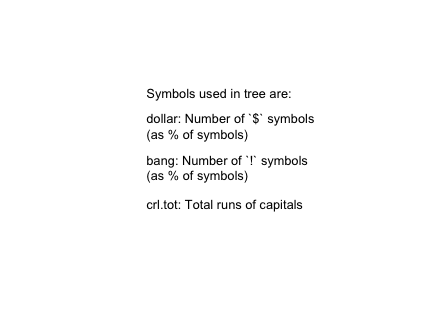 Symbols used in tree are:
dollar: Number of `$` symbols
(as % of symbols)
bang: Number of `!` symbols
(as % of symbols)
crl.tot: Total runs of capitals